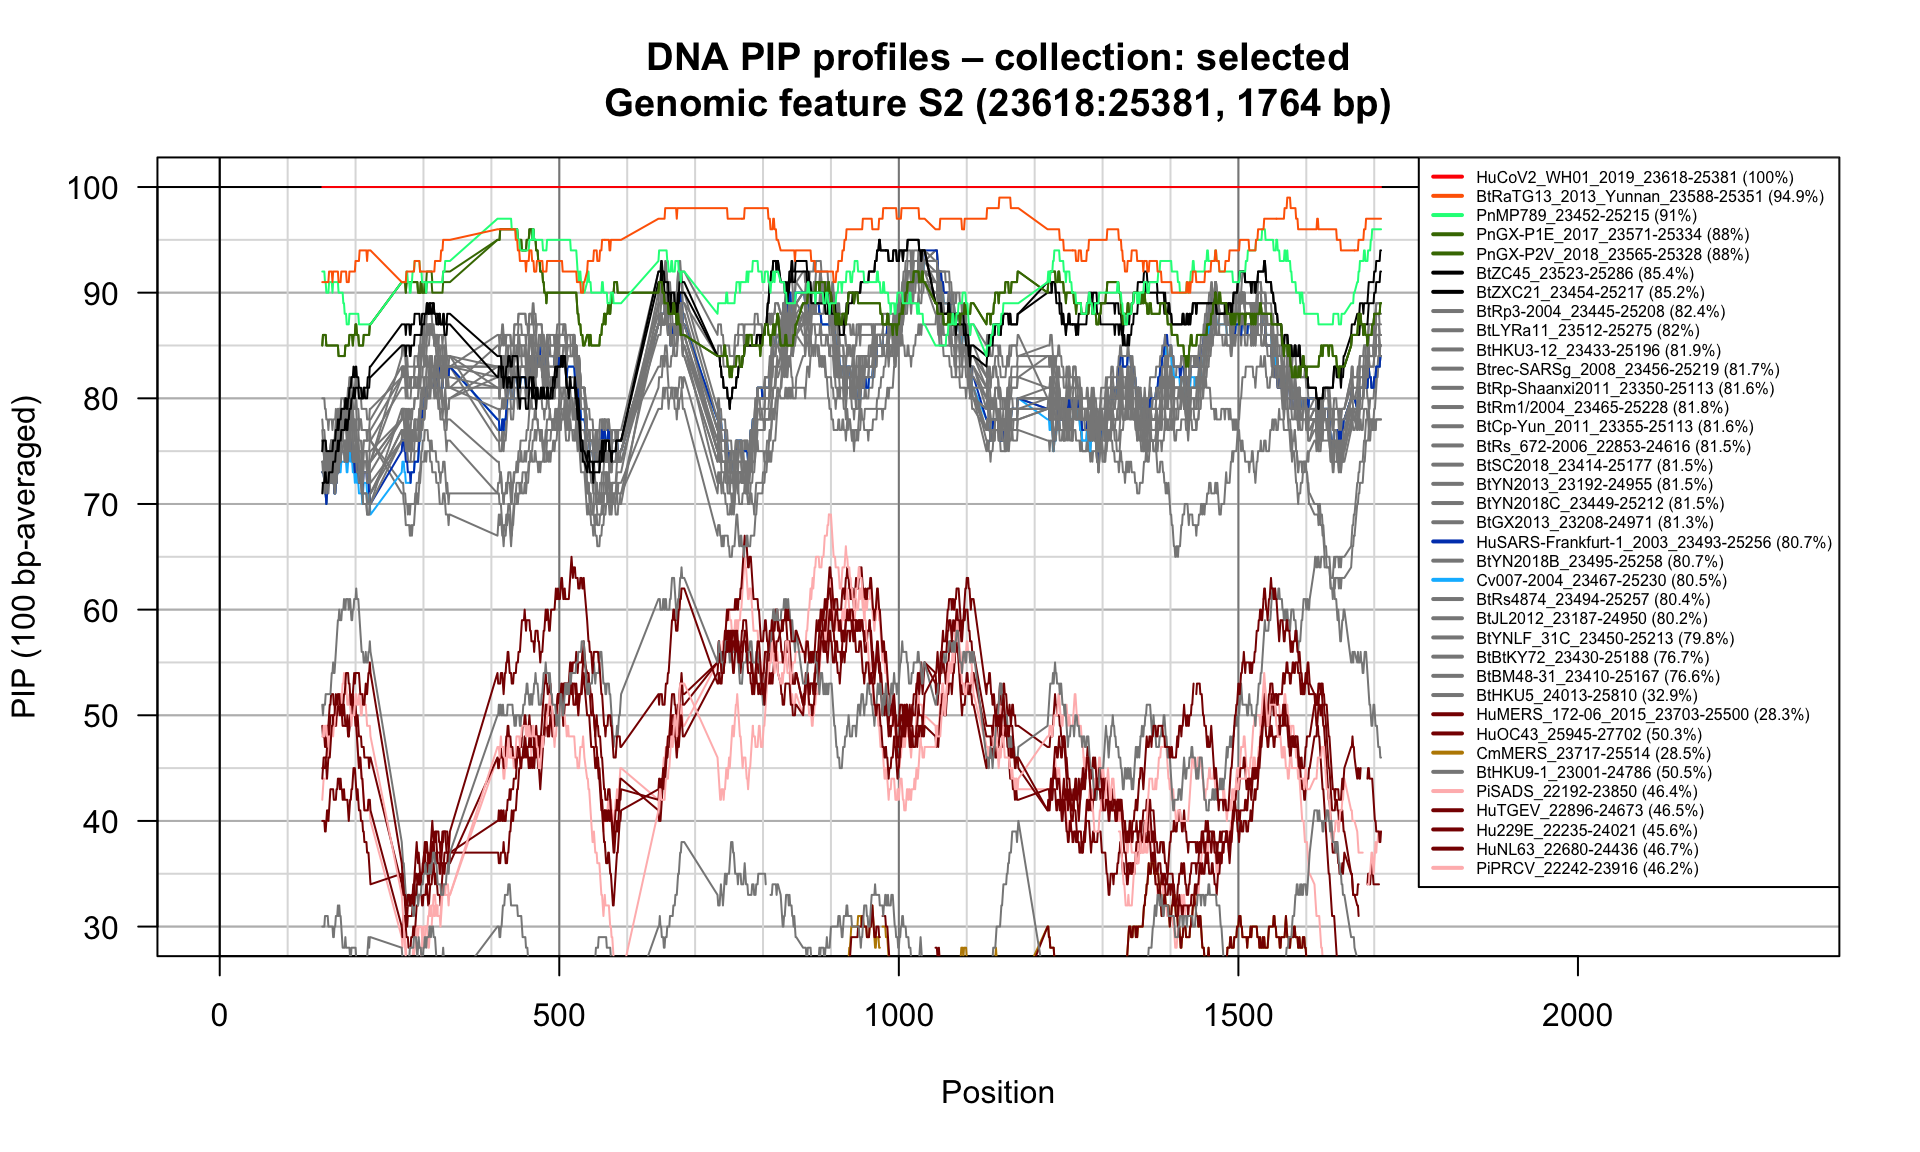 DNA PIP profiles – collection: selected
Genomic feature S2 (23618:25381, 1764 bp)
PIP (100 bp-averaged)
100
90
80
70
60
50
40
30
HuCoV2_WH01_2019_23618-25381 (100%)
BtRaTG13_2013_Yunnan_23588-25351 (94.9%)
PnMP789_23452-25215 (91%)
PnGX-P1E_2017_23571-25334 (88%)
PnGX-P2V_2018_23565-25328 (88%)
BtZC45_23523-25286 (85.4%)
BtZXC21_23454-25217 (85.2%)
BtRp3-2004_23445-25208 (82.4%)
BtLYRa11_23512-25275 (82%)
BtHKU3-12_23433-25196 (81.9%)
Btrec-SARSg_2008_23456-25219 (81.7%)
BtRp-Shaanxi2011_23350-25113 (81.6%)
BtRm1/2004_23465-25228 (81.8%)
BtCp-Yun_2011_23355-25113 (81.6%)
BtRs_672-2006_22853-24616 (81.5%)
BtSC2018_23414-25177 (81.5%)
BtYN2013_23192-24955 (81.5%)
BtYN2018C_23449-25212 (81.5%)
BtGX2013_23208-24971 (81.3%)
HuSARS-Frankfurt-1_2003_23493-25256 (80.7%)
BtYN2018B_23495-25258 (80.7%)
Cv007-2004_23467-25230 (80.5%)
BtRs4874_23494-25257 (80.4%)
BtJL2012_23187-24950 (80.2%)
BtYNLF_31C_23450-25213 (79.8%)
BtBtKY72_23430-25188 (76.7%)
BtBM48-31_23410-25167 (76.6%)
BtHKU5_24013-25810 (32.9%)
HuMERS_172-06_2015_23703-25500 (28.3%)
HuOC43_25945-27702 (50.3%)
CmMERS_23717-25514 (28.5%)
BtHKU9-1_23001-24786 (50.5%)
PiSADS_22192-23850 (46.4%)
HuTGEV_22896-24673 (46.5%)
Hu229E_22235-24021 (45.6%)
HuNL63_22680-24436 (46.7%)
PiPRCV_22242-23916 (46.2%)
0
500
1000
1500
2000
Position